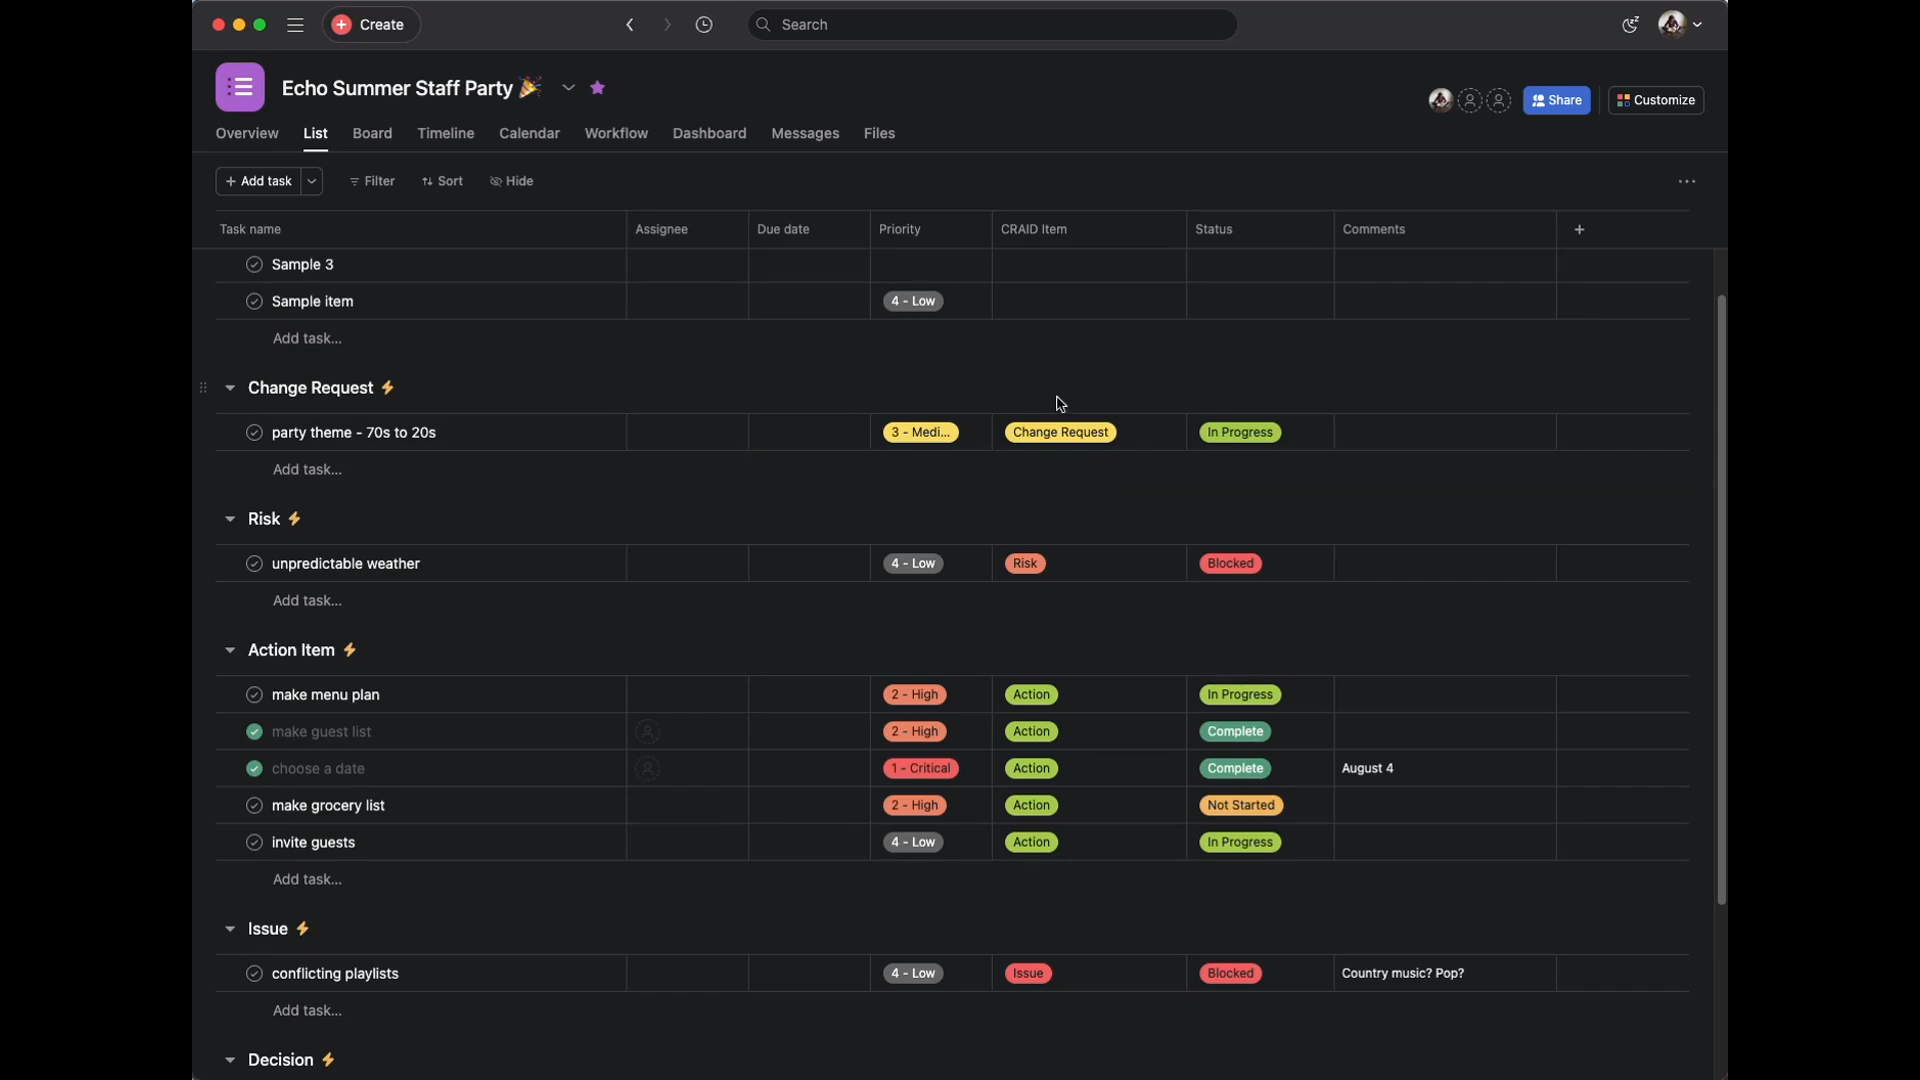 Create
Search
Echo Summer Staff Party 🎉
Share
Customize
Overview List Board Timeline Calendar Workflow Dashboard Messages Files
+ Add task Filter Sort Hide
Task name Assignee Due date Priority CRAID Item Status Comments +
Sample 3
Sample item 4 - Low
Add task...
Change Request ⚡
party theme - 70s to 20s 3 - Medi... Change Request In Progress
Add task...
Risk ⚡
unpredictable weather 4 - Low Risk Blocked
Add task...
Action Item ⚡
make menu plan 2 - High Action In Progress
make guest list 2 - High Action Complete
choose a date 1 - Critical Action Complete August 4
make grocery list 2 - High Action Not Started
invite guests 4 - Low Action In Progress
Add task...
Issue ⚡
conflicting playlists 4 - Low Issue Blocked Country music? Pop?
Add task...
Decision ⚡